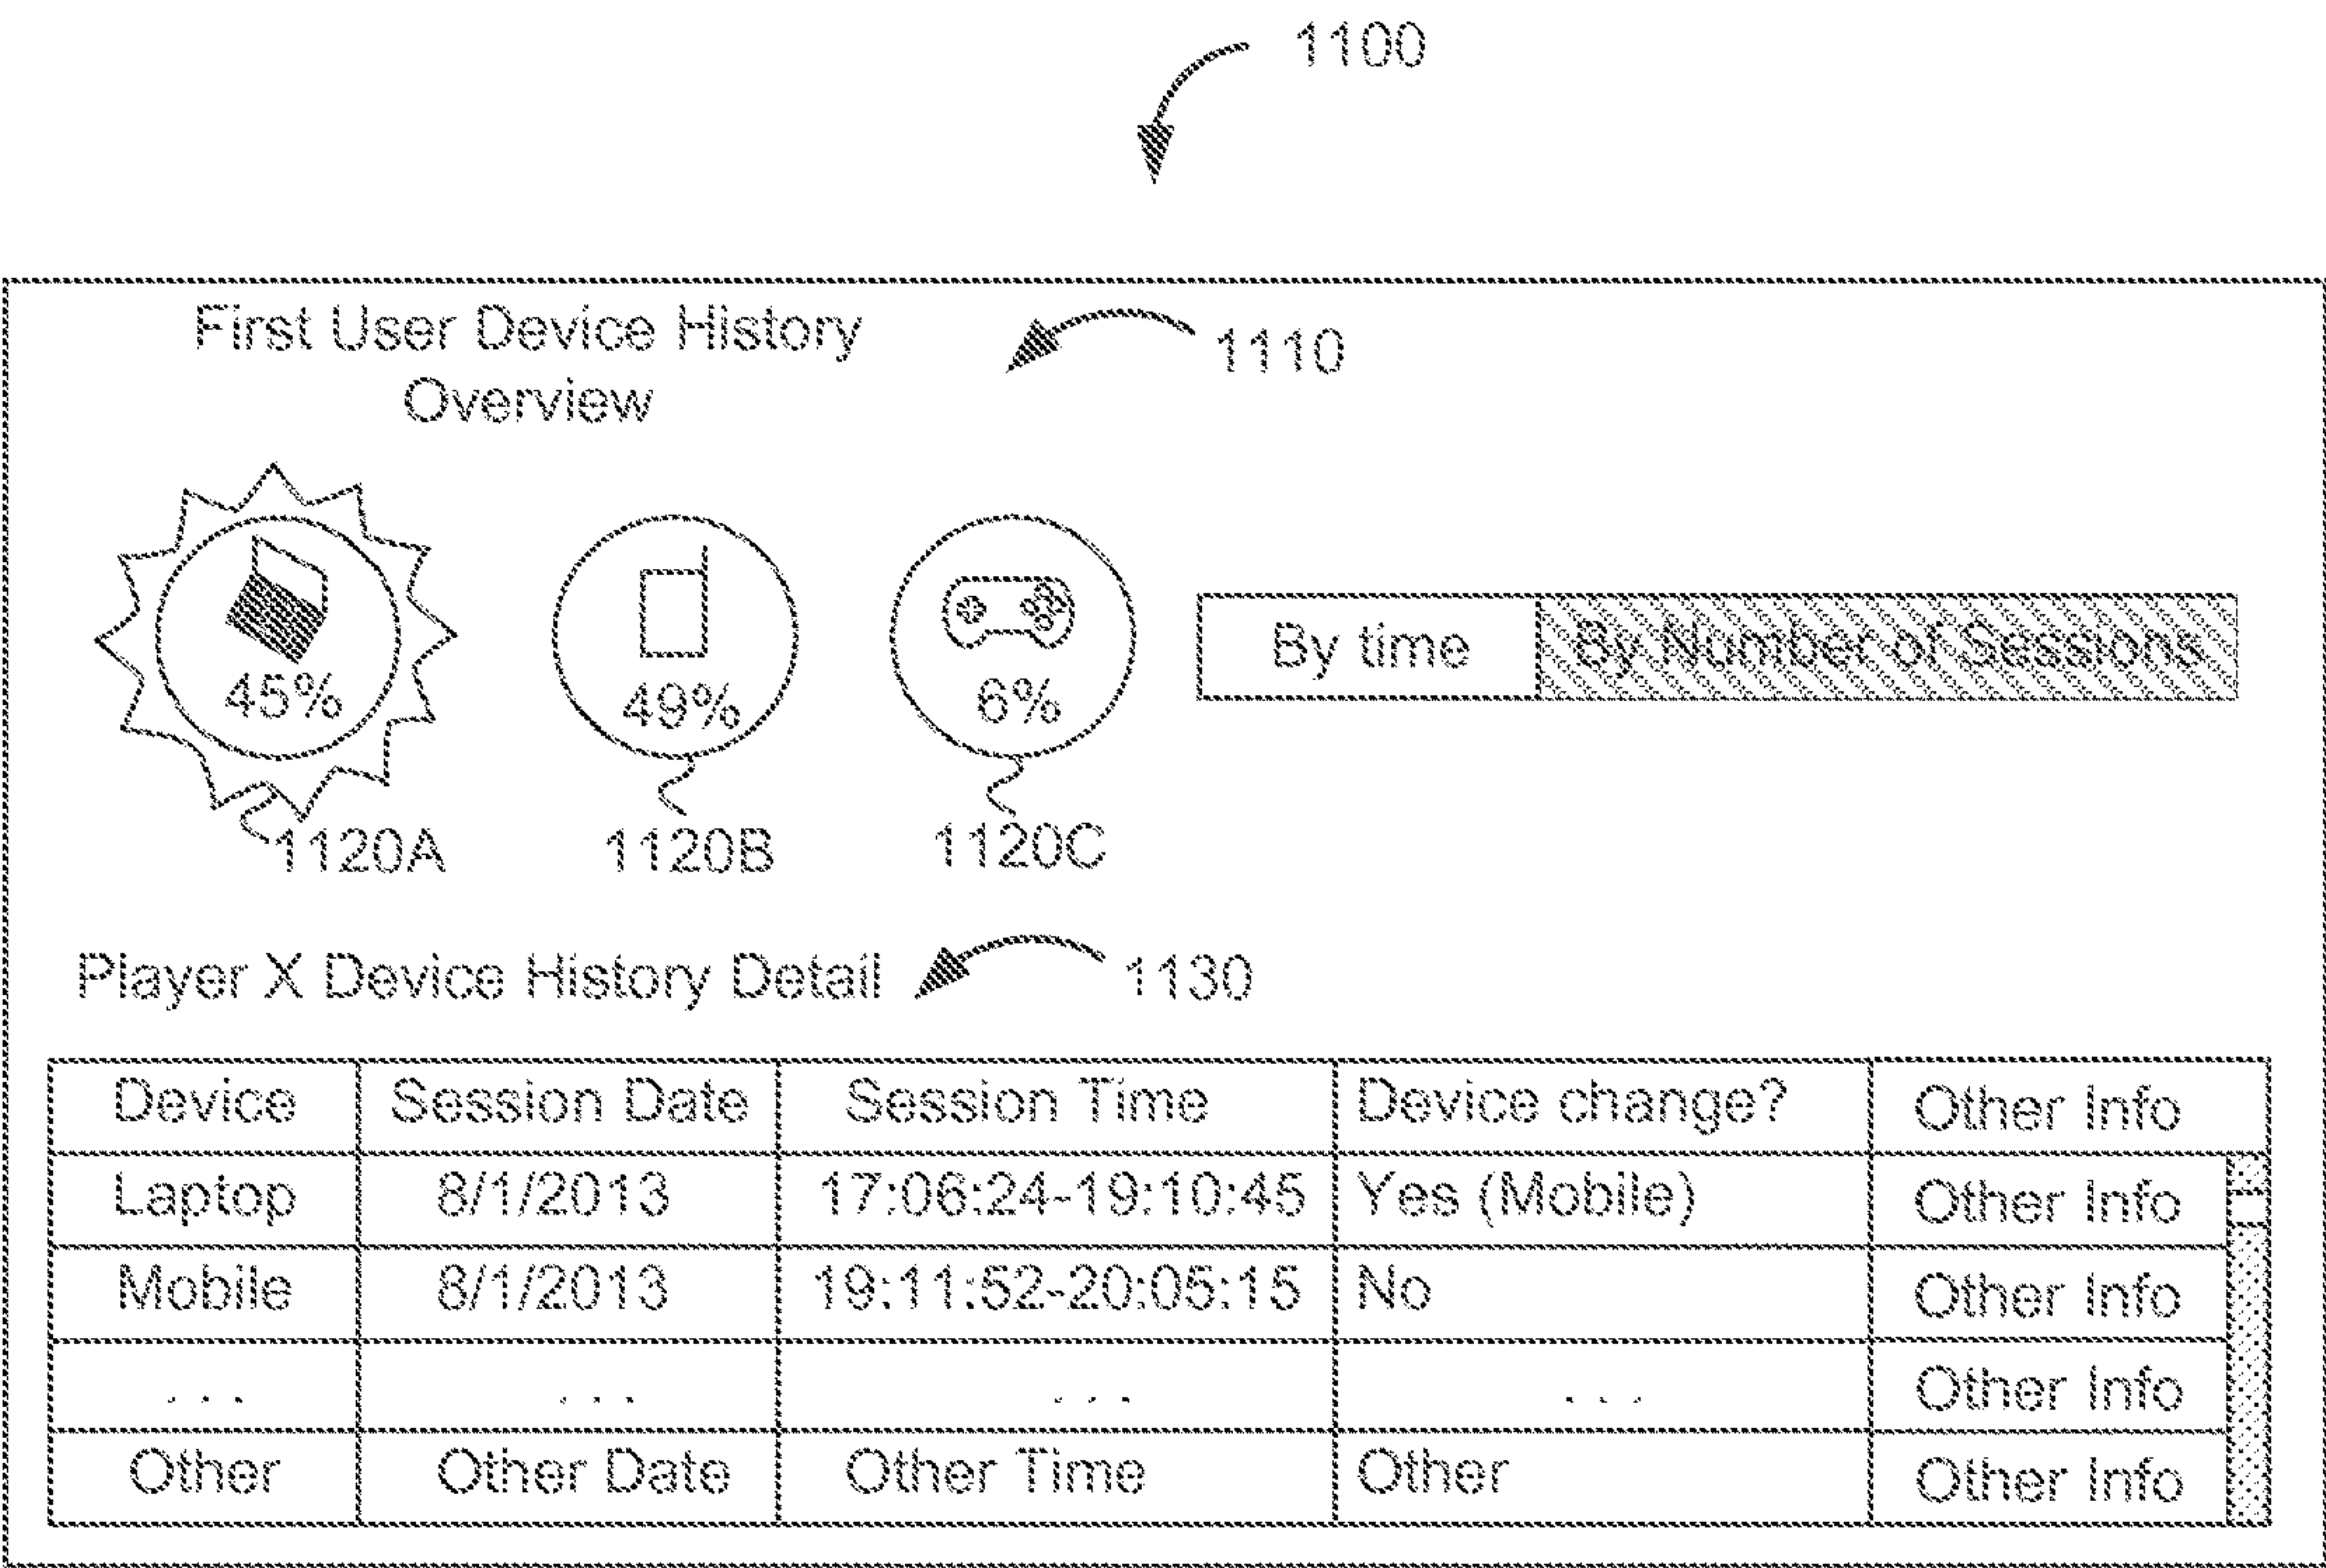 1100
First User Device History
Overview
1110
45%
49%
6%
By time
By Number of Sessions
1120A
1120B
1120C
Player X Device History Detail
1130
Device Session Date Session Time Device change? Other Info
Laptop 8/1/2013 17:06:24-19:10:45 Yes (Mobile) Other Info
Mobile 8/1/2013 19:11:52-20:05:15 No Other Info
... ... ... ... Other Info
Other Other Date Other Time Other Other Info